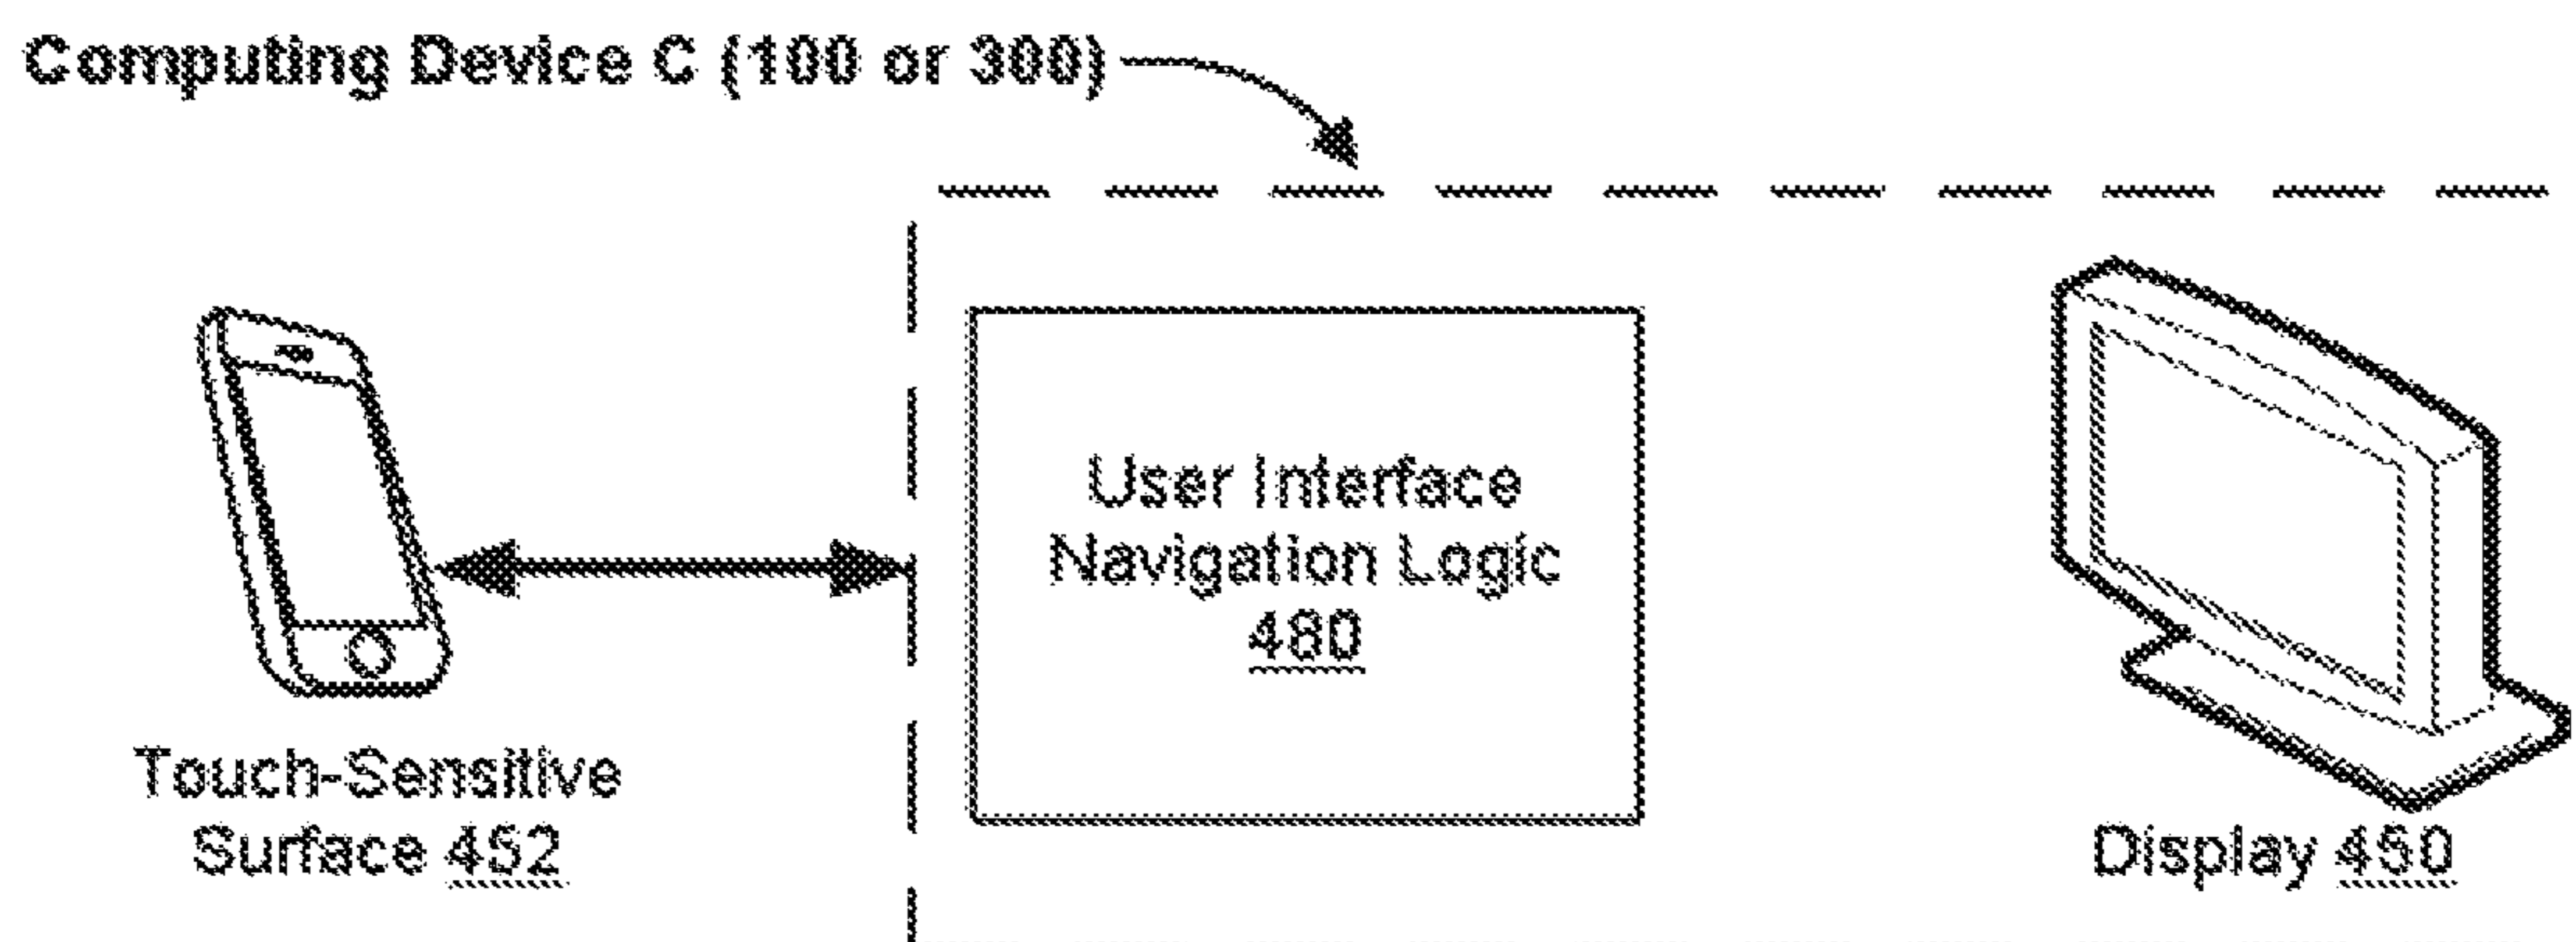 Computing Device C (100 or 300)
User Interface
Navigation Logic
480
Touch-Sensitive
Surface 452
Display 450